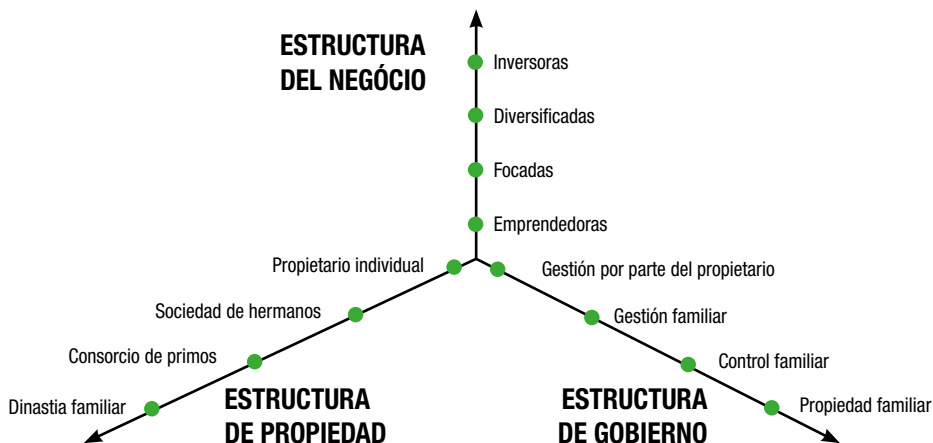 ESTRUCTURA
DEL NEGÓCIO
Inversoras
Diversificadas
Focadas
Emprendedoras
Propietario individual
Gestión por parte del propietario
Sociedad de hermanos
Gestión familiar
Consorcio de primos
Control familiar
Dinastia familiar
ESTRUCTURA
DE PROPIEDAD
ESTRUCTURA
DE GOBIERNO
Propiedad familiar